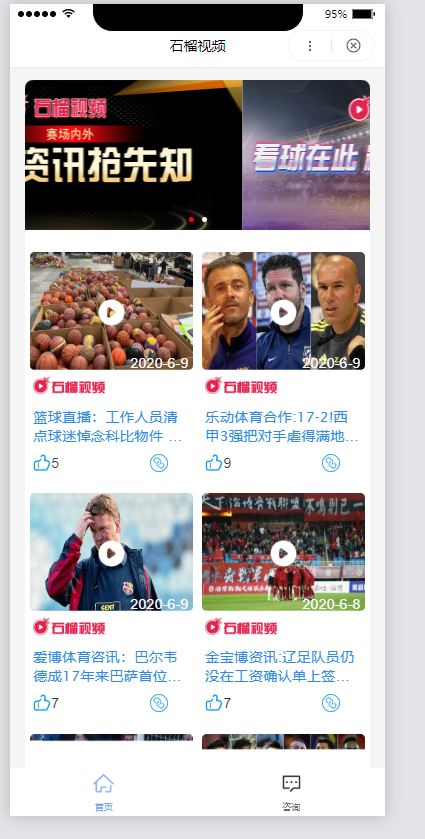 95%
石榴视频
石榴视频
赛场内外
资讯抢先知
看球在此
2020-6-9
2020-6-9
石榴视频
石榴视频
篮球直播：工作人员清
点球迷悼念科比物件 ...
乐动体育合作:17-2!西
甲3强把对手虐得满地...
5
9
2020-6-9
2020-6-8
石榴视频
石榴视频
爱博体育咨讯：巴尔韦
德成17年来巴萨首位...
金宝博资讯:辽足队员仍
没在工资确认单上签...
7
7
首页
咨询